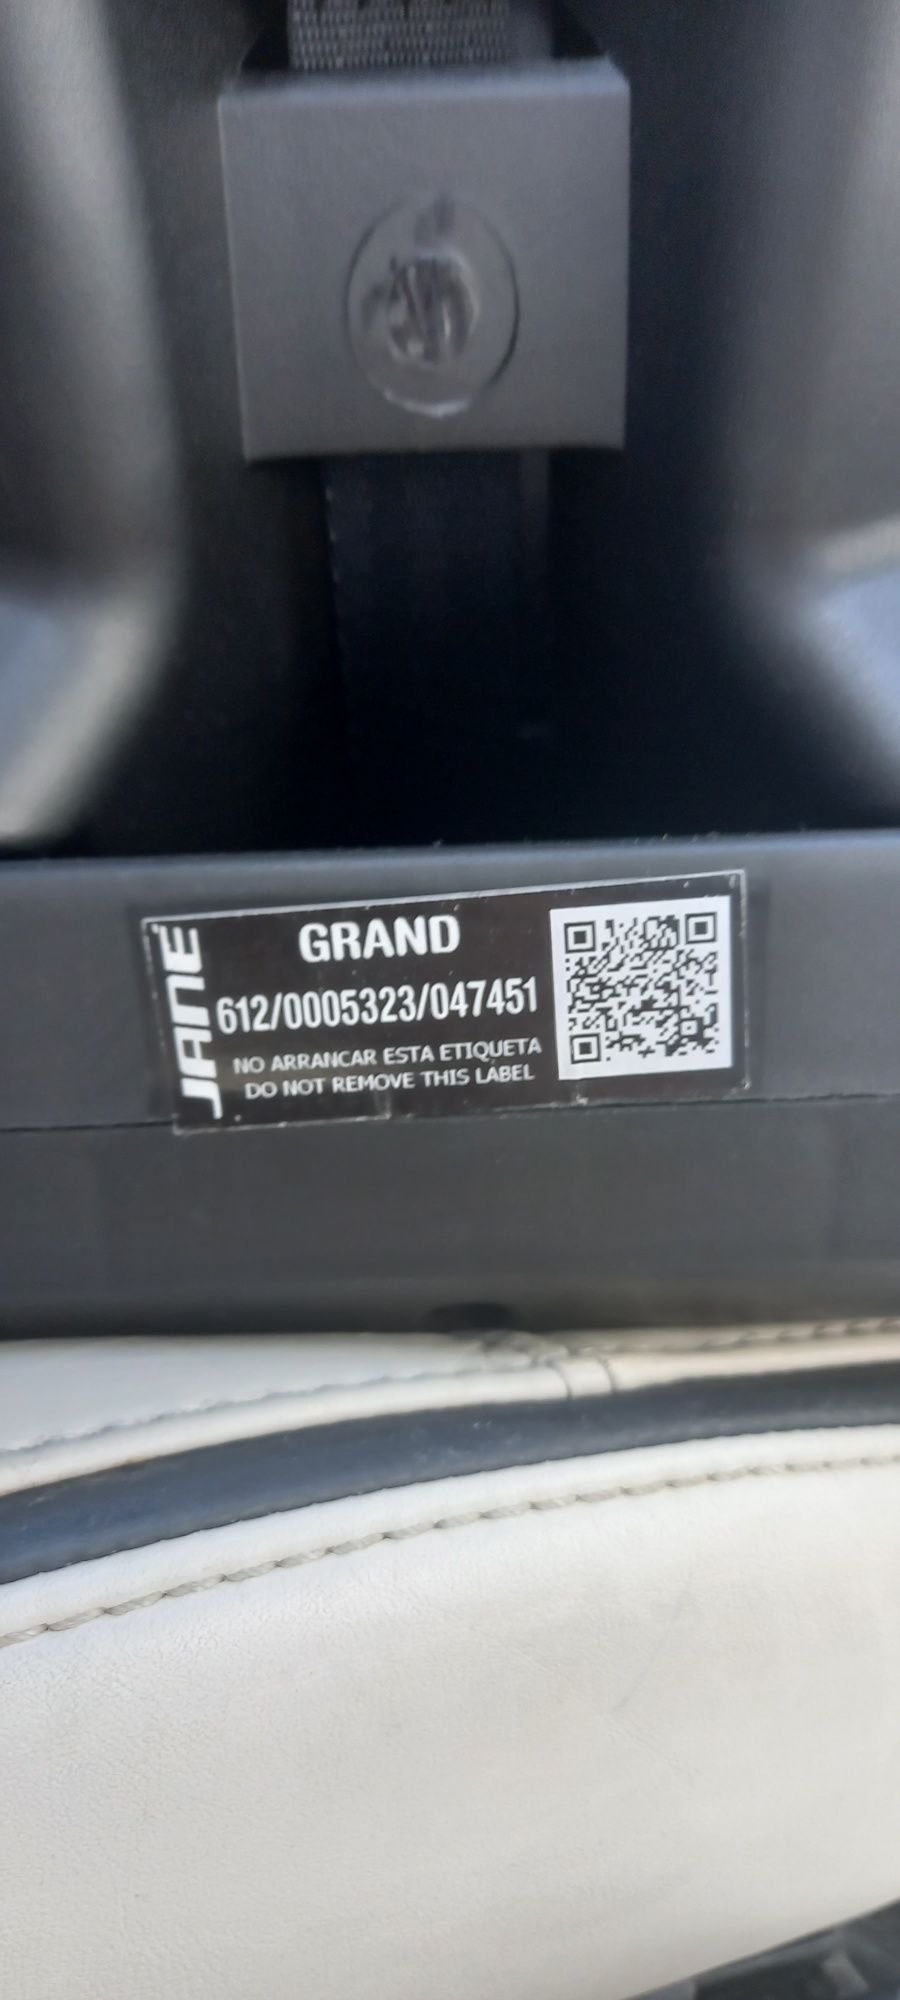 JANÉ
GRAND
612/0005323/047451
NO ARRANCAR ESTA ETIQUETA
DO NOT REMOVE THIS LABEL